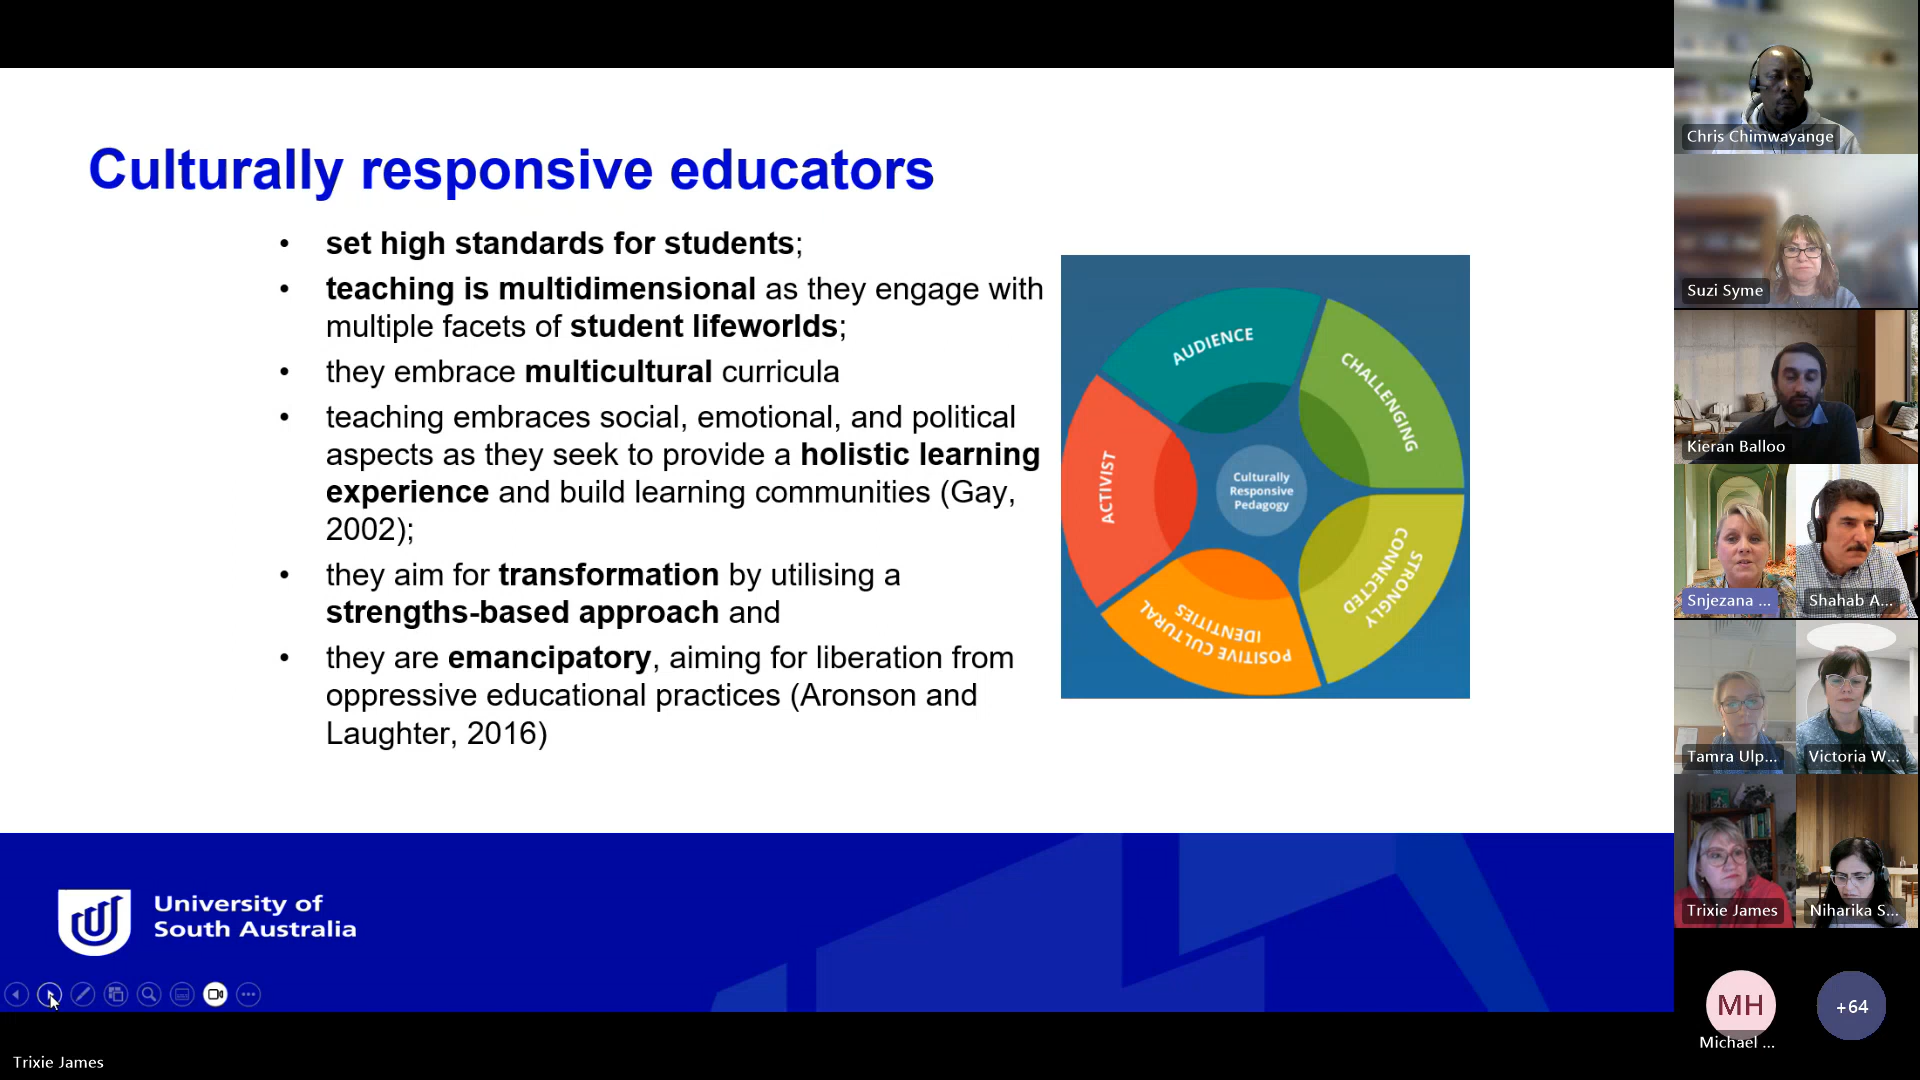 Culturally responsive educators
• set high standards for students;
• teaching is multidimensional as they engage with
multiple facets of student lifeworlds;
• they embrace multicultural curricula
• teaching embraces social, emotional, and political
aspects as they seek to provide a holistic learning
experience and build learning communities (Gay,
2002);
• they aim for transformation by utilising a
strengths-based approach and
• they are emancipatory, aiming for liberation from
oppressive educational practices (Aronson and
Laughter, 2016)
AUDIENCE
CHALLENGING
STRONGLY
CONNECTED
POSITIVE CULTURAL
IDENTITIES
ACTIVIST
Culturally
Responsive
Pedagogy
University of
South Australia
Trixie James
Chris Chimwayange
Suzi Syme
Kieran Balloo
Snjezana ...
Shahab A...
Tamra Ulp...
Victoria W...
Trixie James
Niharika S...
MH
Michael ...
+64